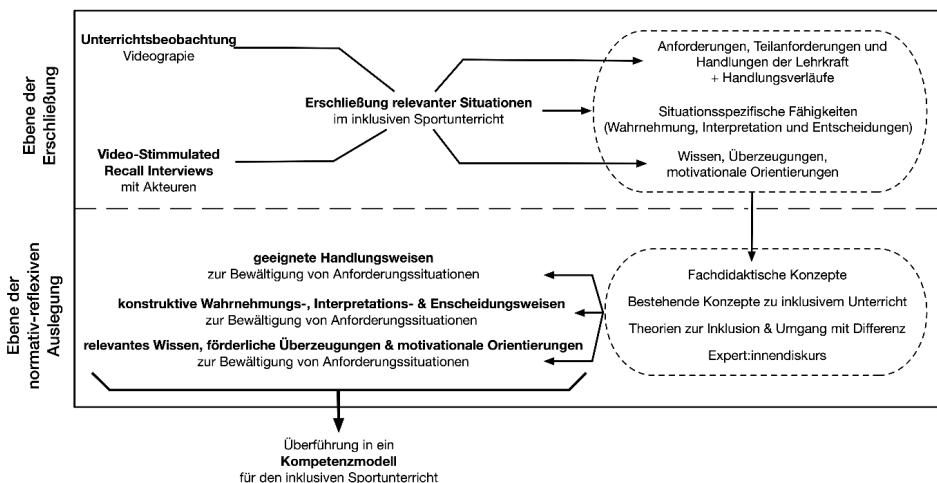 Ebene der
Erschließung
Unterrichtsbeobachtung
Videograpie
Erschließung relevanter Situationen
im inklusiven Sportunterricht
Video-Stimmulated
Recall Interviews
mit Akteuren
Anforderungen, Teilanforderungen und
Handlungen der Lehrkraft
+ Handlungsverläufe
Situationsspezifische Fähigkeiten
(Wahrnehmung, Interpretation und Entscheidungen)
Wissen, Überzeugungen,
motivationale Orientierungen
Ebene der
normativ-reflexiven
Auslegung
geeignete Handlungsweisen
zur Bewältigung von Anforderungssituationen
konstruktive Wahrnehmungs-, Interpretations- & Enscheidungsweisen
zur Bewältigung von Anforderungssituationen
relevantes Wissen, förderliche Überzeugungen & motivationale Orientierungen
zur Bewältigung von Anforderungssituationen
Fachdidaktische Konzepte
Bestehende Konzepte zu inklusivem Unterricht
Theorien zur Inklusion & Umgang mit Differenz
Expert:innendiskurs
Überführung in ein
Kompetenzmodell
für den inklusiven Sportunterricht